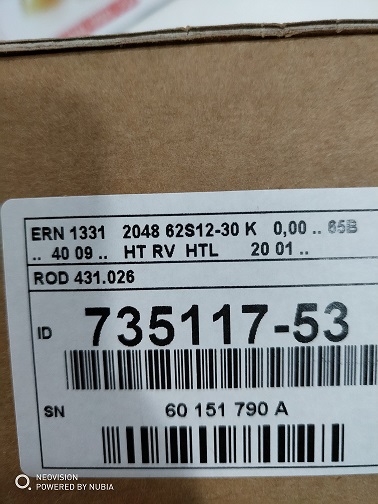 ERN 1331 2048 62S12-30 K 0,00 .. 65B
.. 40 09 .. HT RV HTL 20 01 ..
ROD 431.026
ID 735117-53
SN 60 151 790 A
NEOVISION
POWERED BY NUBIA